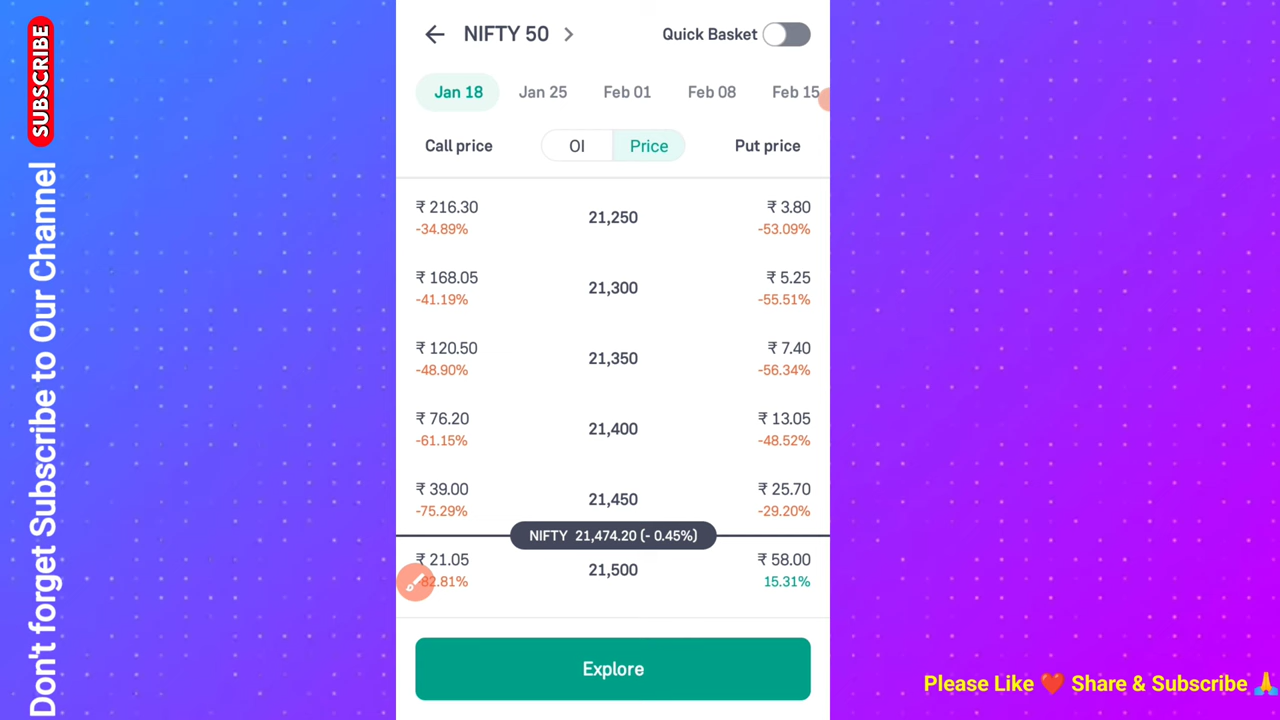 SUBSCRIBE
Don't forget Subscribe to Our Channel
NIFTY 50
Quick Basket
Jan 18 Jan 25 Feb 01 Feb 08 Feb 15
Call price OI Price Put price
₹ 216.30 21,250 ₹ 3.80
-34.89% -53.09%
₹ 168.05 21,300 ₹ 5.25
-41.19% -55.51%
₹ 120.50 21,350 ₹ 7.40
-48.90% -56.34%
₹ 76.20 21,400 ₹ 13.05
-61.15% -48.52%
₹ 39.00 21,450 ₹ 25.70
-75.29% -29.20%
NIFTY 21,474.20 (- 0.45%)
₹ 21.05 21,500 ₹ 58.00
-82.81% 15.31%
Explore
Please Like ❤️ Share & Subscribe 🙏